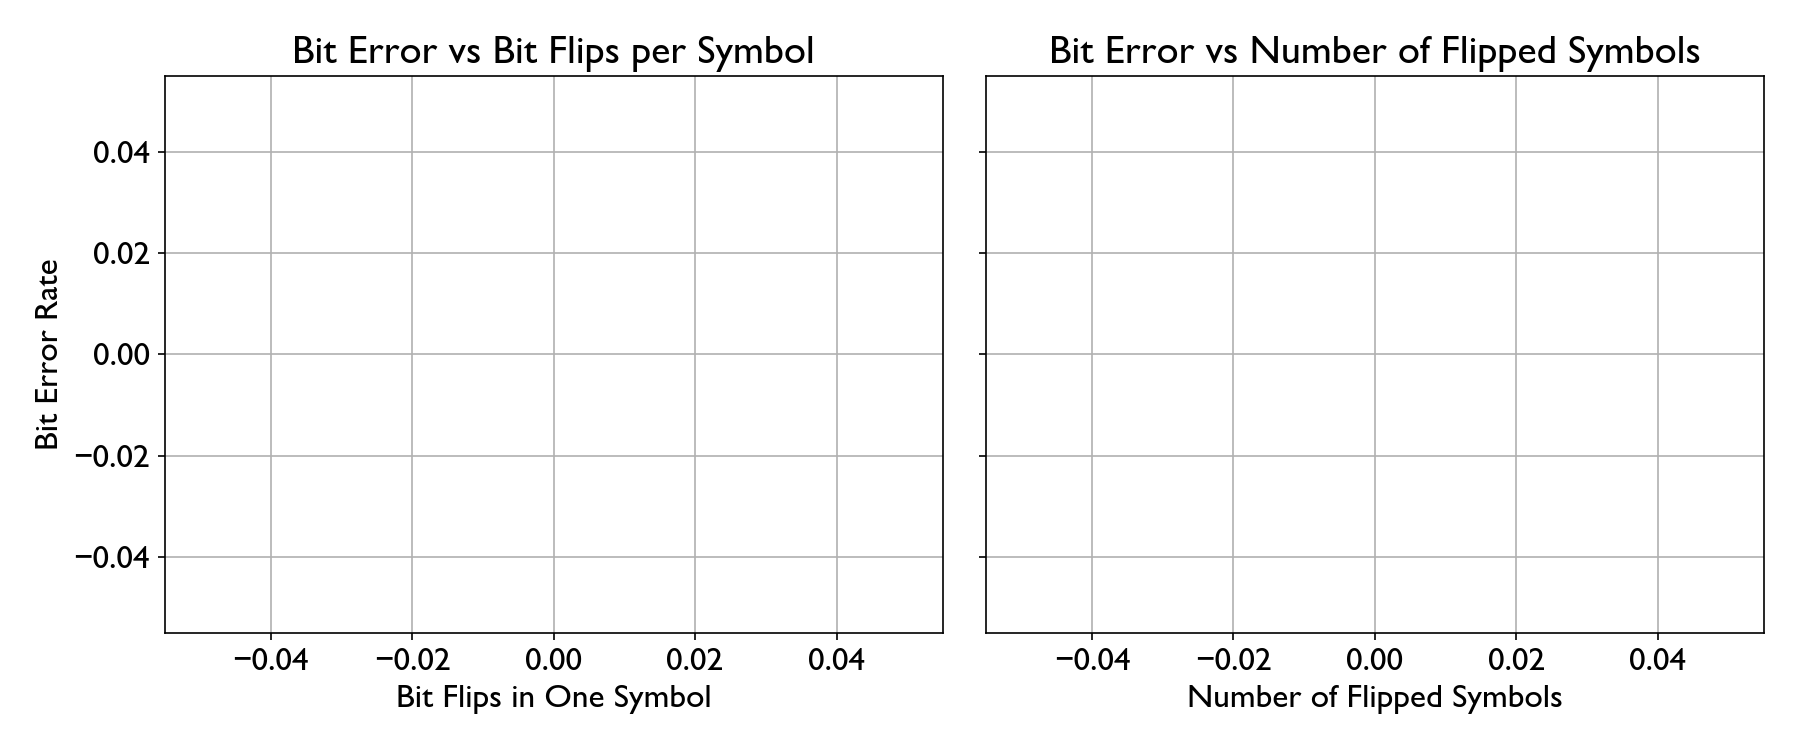 Bit Error vs Bit Flips per Symbol
Bit Error Rate
0.04
0.02
0.00
−0.02
−0.04
−0.04 −0.02 0.00 0.02 0.04
Bit Flips in One Symbol
Bit Error vs Number of Flipped Symbols
−0.04 −0.02 0.00 0.02 0.04
Number of Flipped Symbols